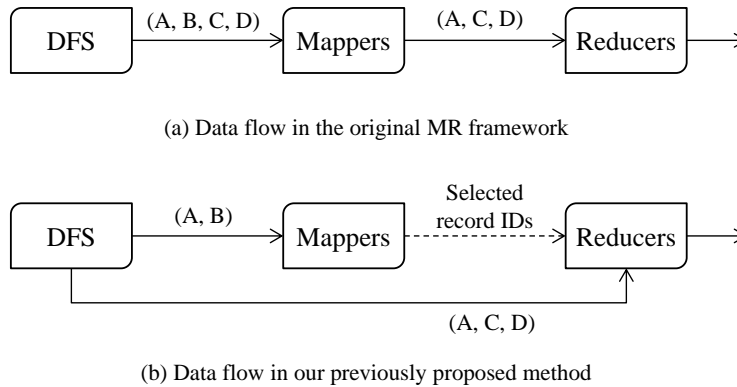 (A, B, C, D)
(A, C, D)
DFS
Mappers
Reducers
(a) Data flow in the original MR framework
Selected
record IDs
(A, B)
DFS
Mappers
Reducers
(A, C, D)
(b) Data flow in our previously proposed method